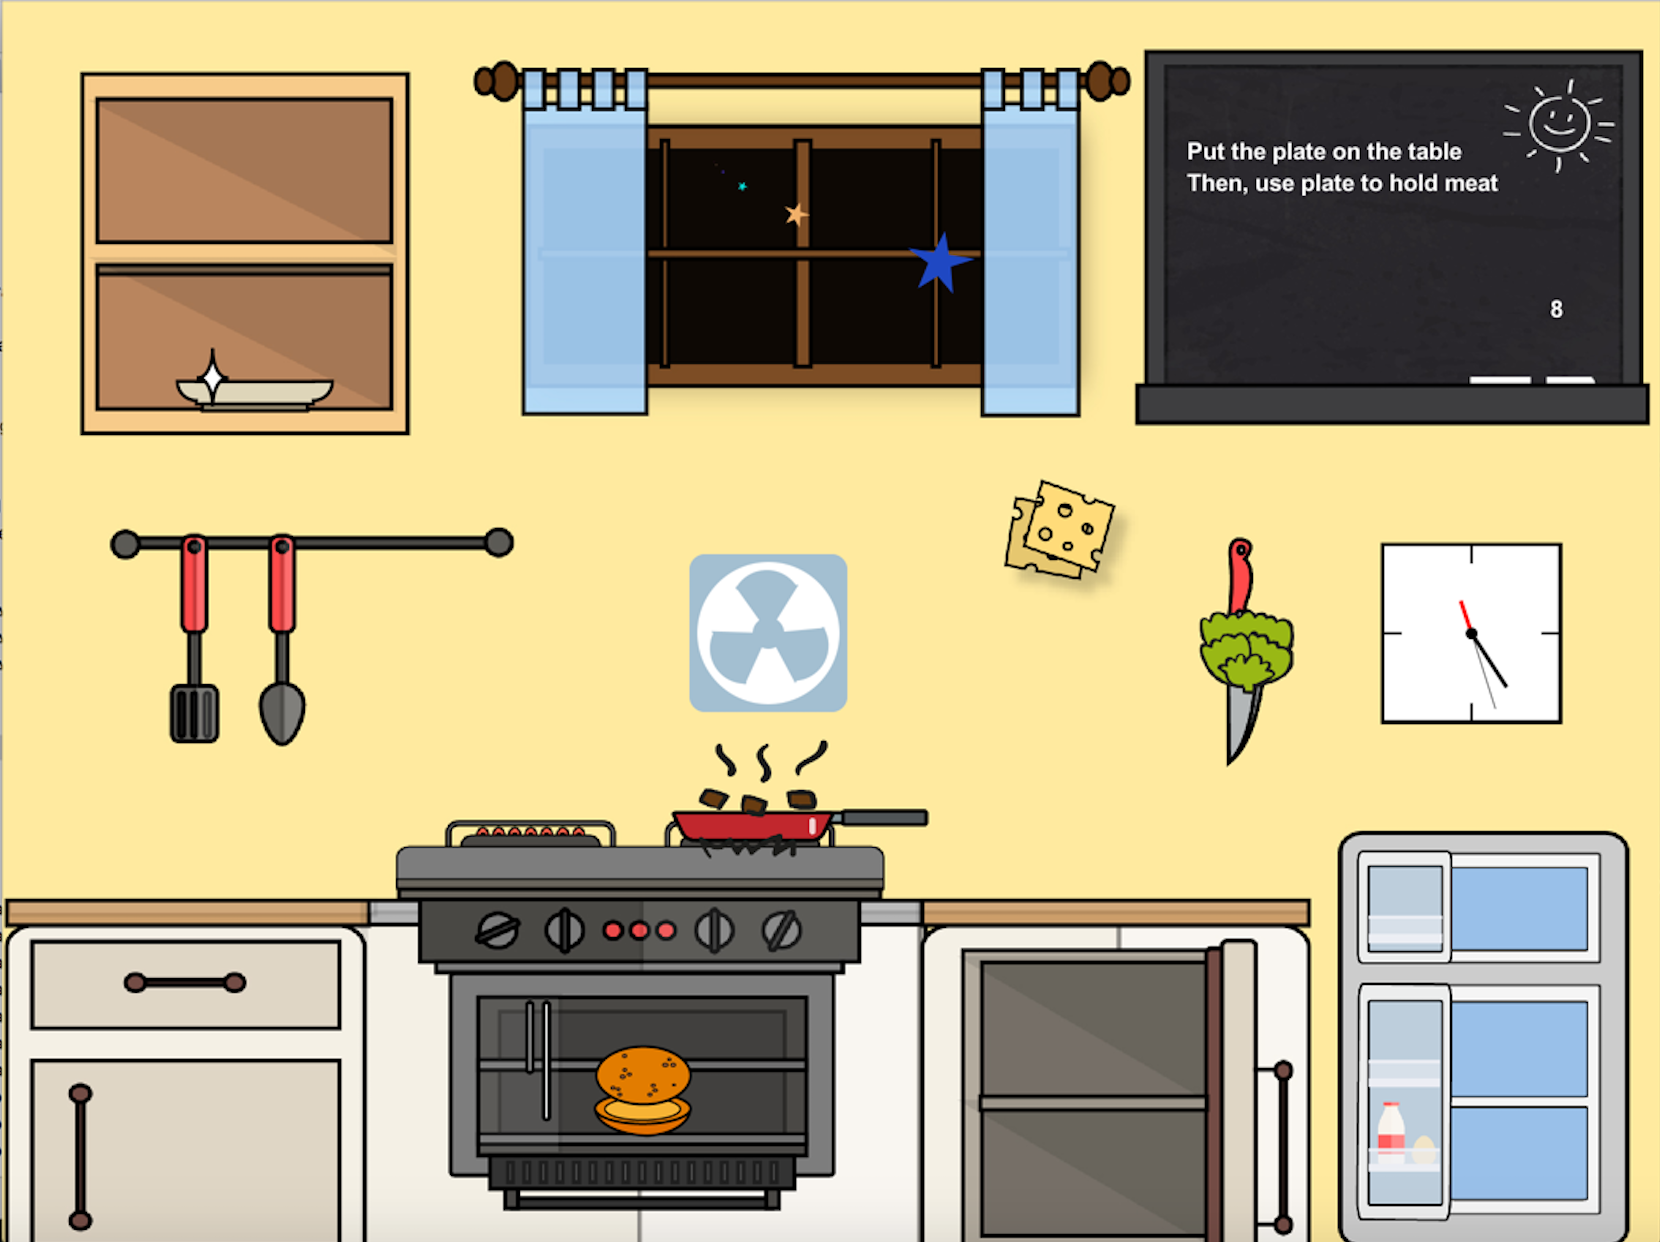 Put the plate on the table
Then, use plate to hold meat
8